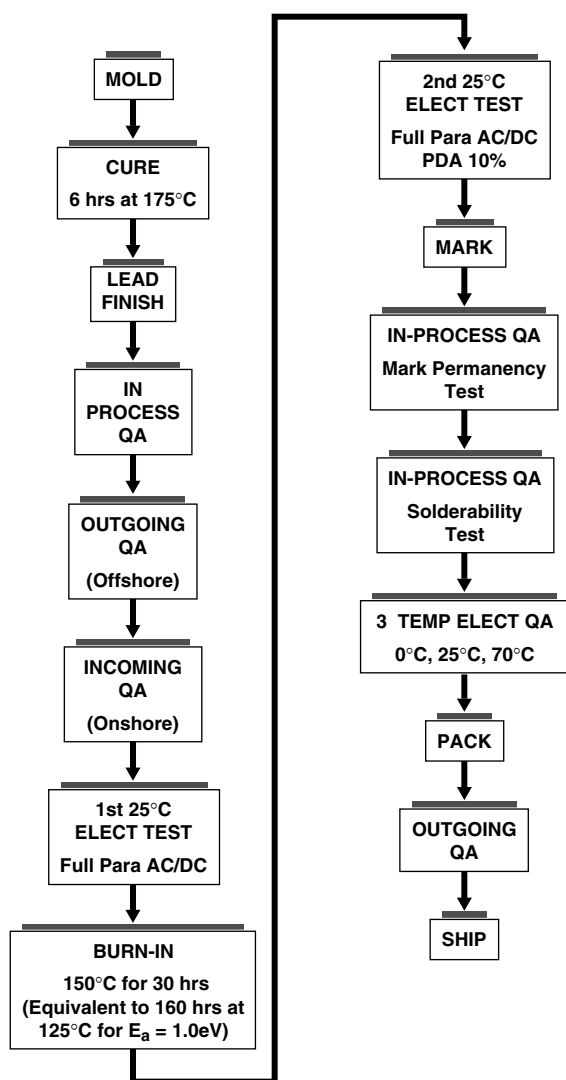 MOLD
CURE
6 hrs at 175°C
LEAD
FINISH
IN
PROCESS
QA
OUTGOING
QA
(Offshore)
INCOMING
QA
(Onshore)
1st 25°C
ELECT TEST
Full Para AC/DC
BURN-IN
150°C for 30 hrs
(Equivalent to 160 hrs at
125°C for Ea = 1.0eV)
2nd 25°C
ELECT TEST
Full Para AC/DC
PDA 10%
MARK
IN-PROCESS QA
Mark Permanency
Test
IN-PROCESS QA
Solderability
Test
3 TEMP ELECT QA
0°C, 25°C, 70°C
PACK
OUTGOING
QA
SHIP